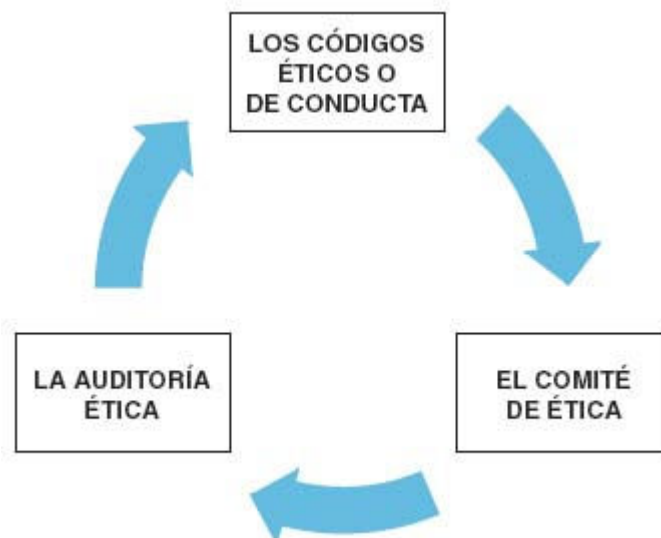 LOS CÓDIGOS
ÉTICOS O
DE CONDUCTA
LA AUDITORÍA
ÉTICA
EL COMITÉ
DE ÉTICA